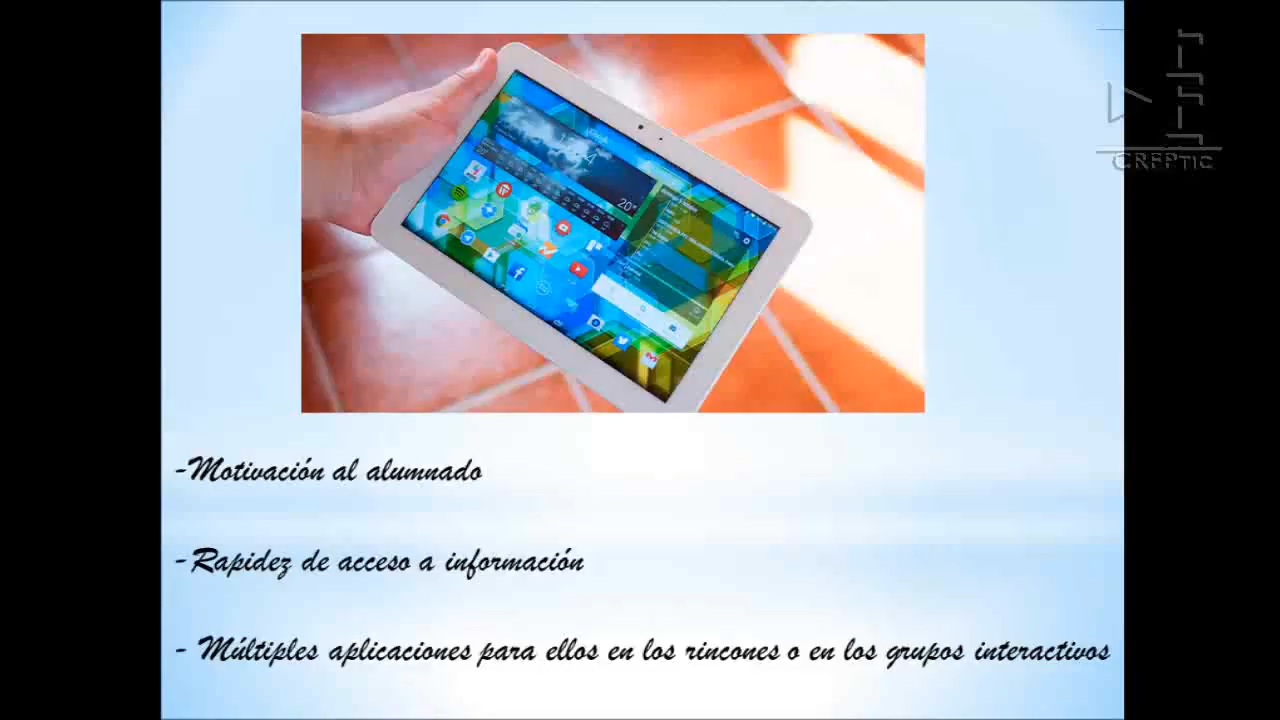 CREPTIC
20°
-Motivación al alumnado
-Rapidez de acceso a información
- Múltiples aplicaciones para ellos en los rincones o en los grupos interactivos